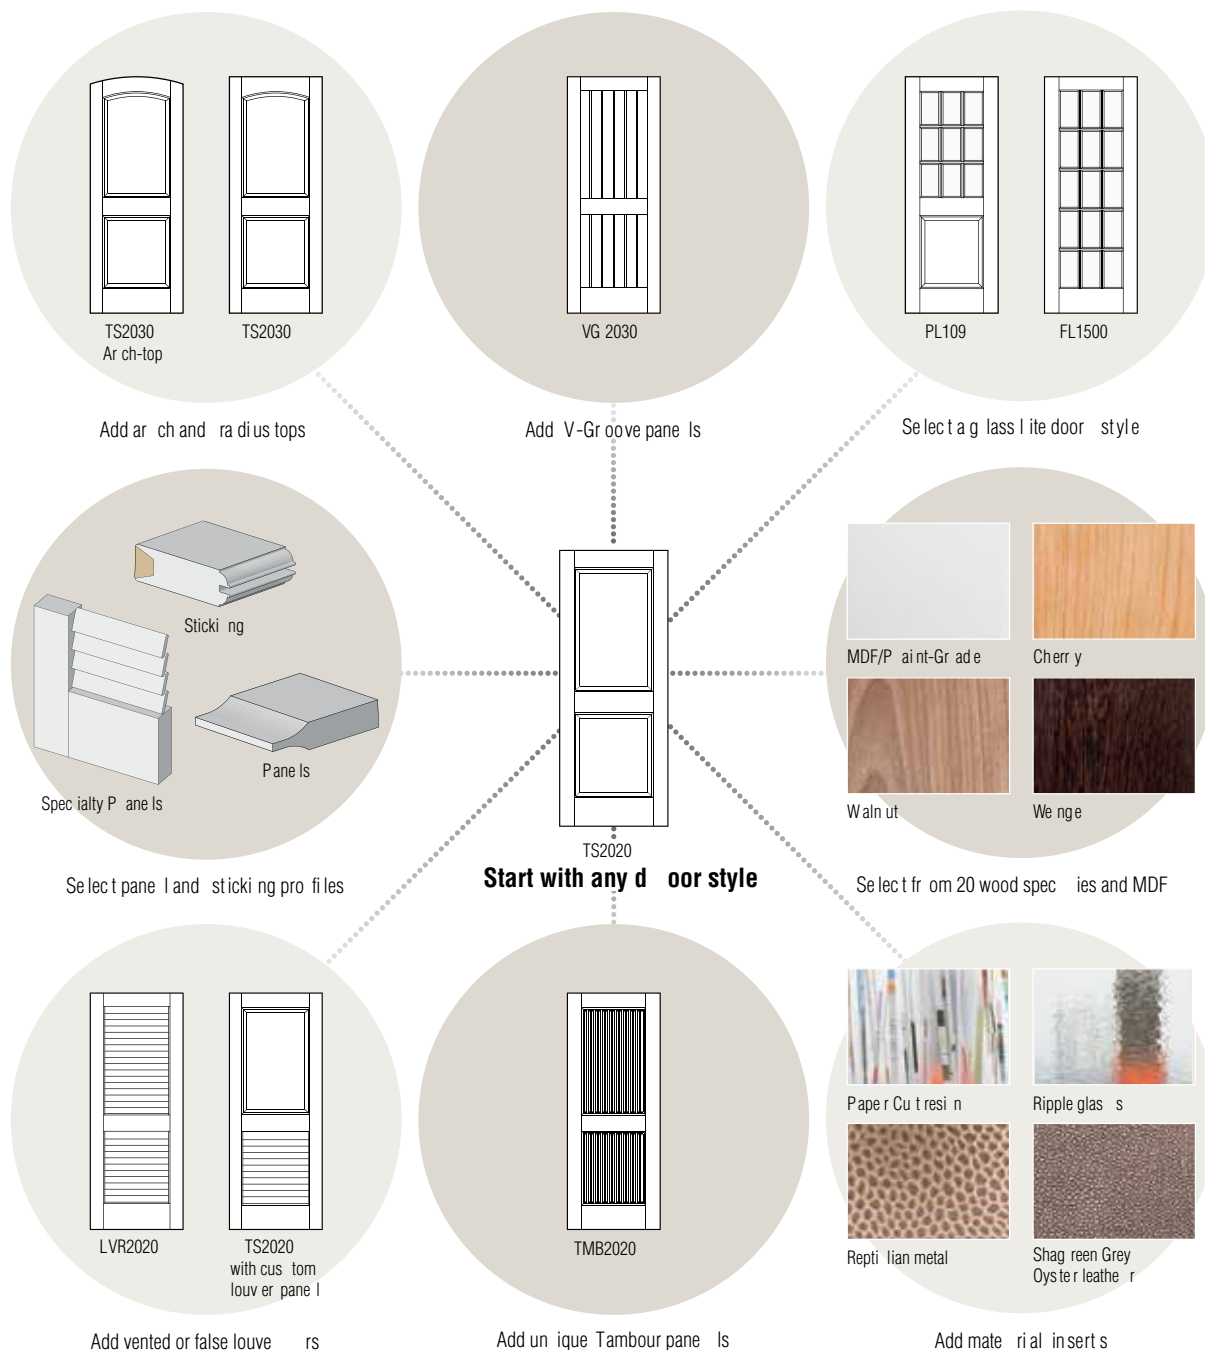 TS2030
Arch-top
TS2030
VG 2030
PL109
FL1500
Add arch and radius tops
Add V-Groove panels
Select a glass lite door style
Sticking
Specialty Panels
Panels
MDF/Paint-Grade
Cherry
Walnut
Wenge
TS2020
Start with any door style
Select panel and sticking profiles
Select from 20 wood species and MDF
LVR2020
TS2020
with custom
louver panel
TMB2020
Paper Cut resin
Ripple glass
Reptilian metal
Shagreen Grey
Oyster leather
Add vented or false louvers
Add unique Tambour panels
Add material inserts